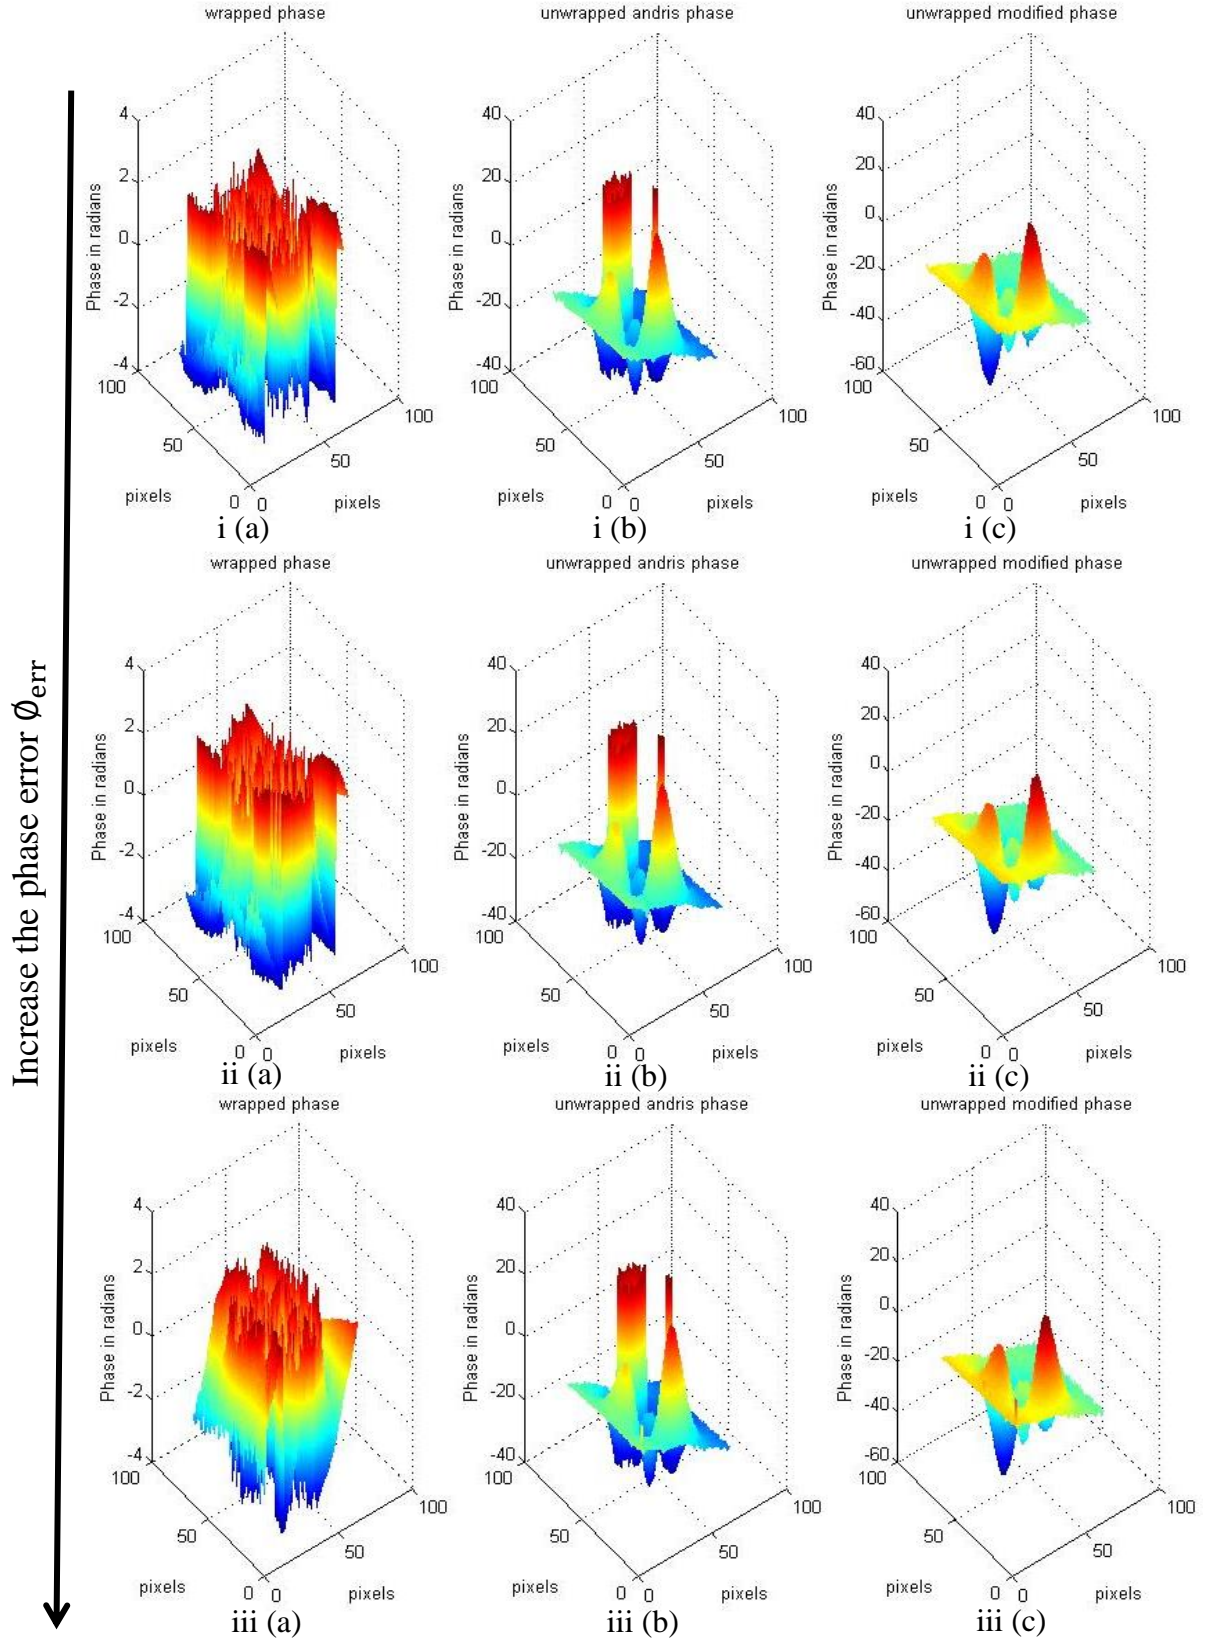 Increase the phase error Ø_err
wrapped phase
4
2
0
-2
-4
Phase in radians
100
50
0
pixels
0
50
100
pixels
i (a)
unwrapped andris phase
40
20
0
-20
-40
Phase in radians
100
50
0
pixels
0
50
100
pixels
i (b)
unwrapped modified phase
40
20
0
-20
-40
-60
Phase in radians
100
50
0
pixels
0
50
100
pixels
i (c)
wrapped phase
4
2
0
-2
-4
Phase in radians
100
50
0
pixels
0
50
100
pixels
ii (a)
unwrapped andris phase
40
20
0
-20
-40
Phase in radians
100
50
0
pixels
0
50
100
pixels
ii (b)
unwrapped modified phase
40
20
0
-20
-40
-60
Phase in radians
100
50
0
pixels
0
50
100
pixels
ii (c)
wrapped phase
4
2
0
-2
-4
Phase in radians
100
50
0
pixels
0
50
100
pixels
iii (a)
unwrapped andris phase
40
20
0
-20
-40
Phase in radians
100
50
0
pixels
0
50
100
pixels
iii (b)
unwrapped modified phase
40
20
0
-20
-40
-60
Phase in radians
100
50
0
pixels
0
50
100
pixels
iii (c)